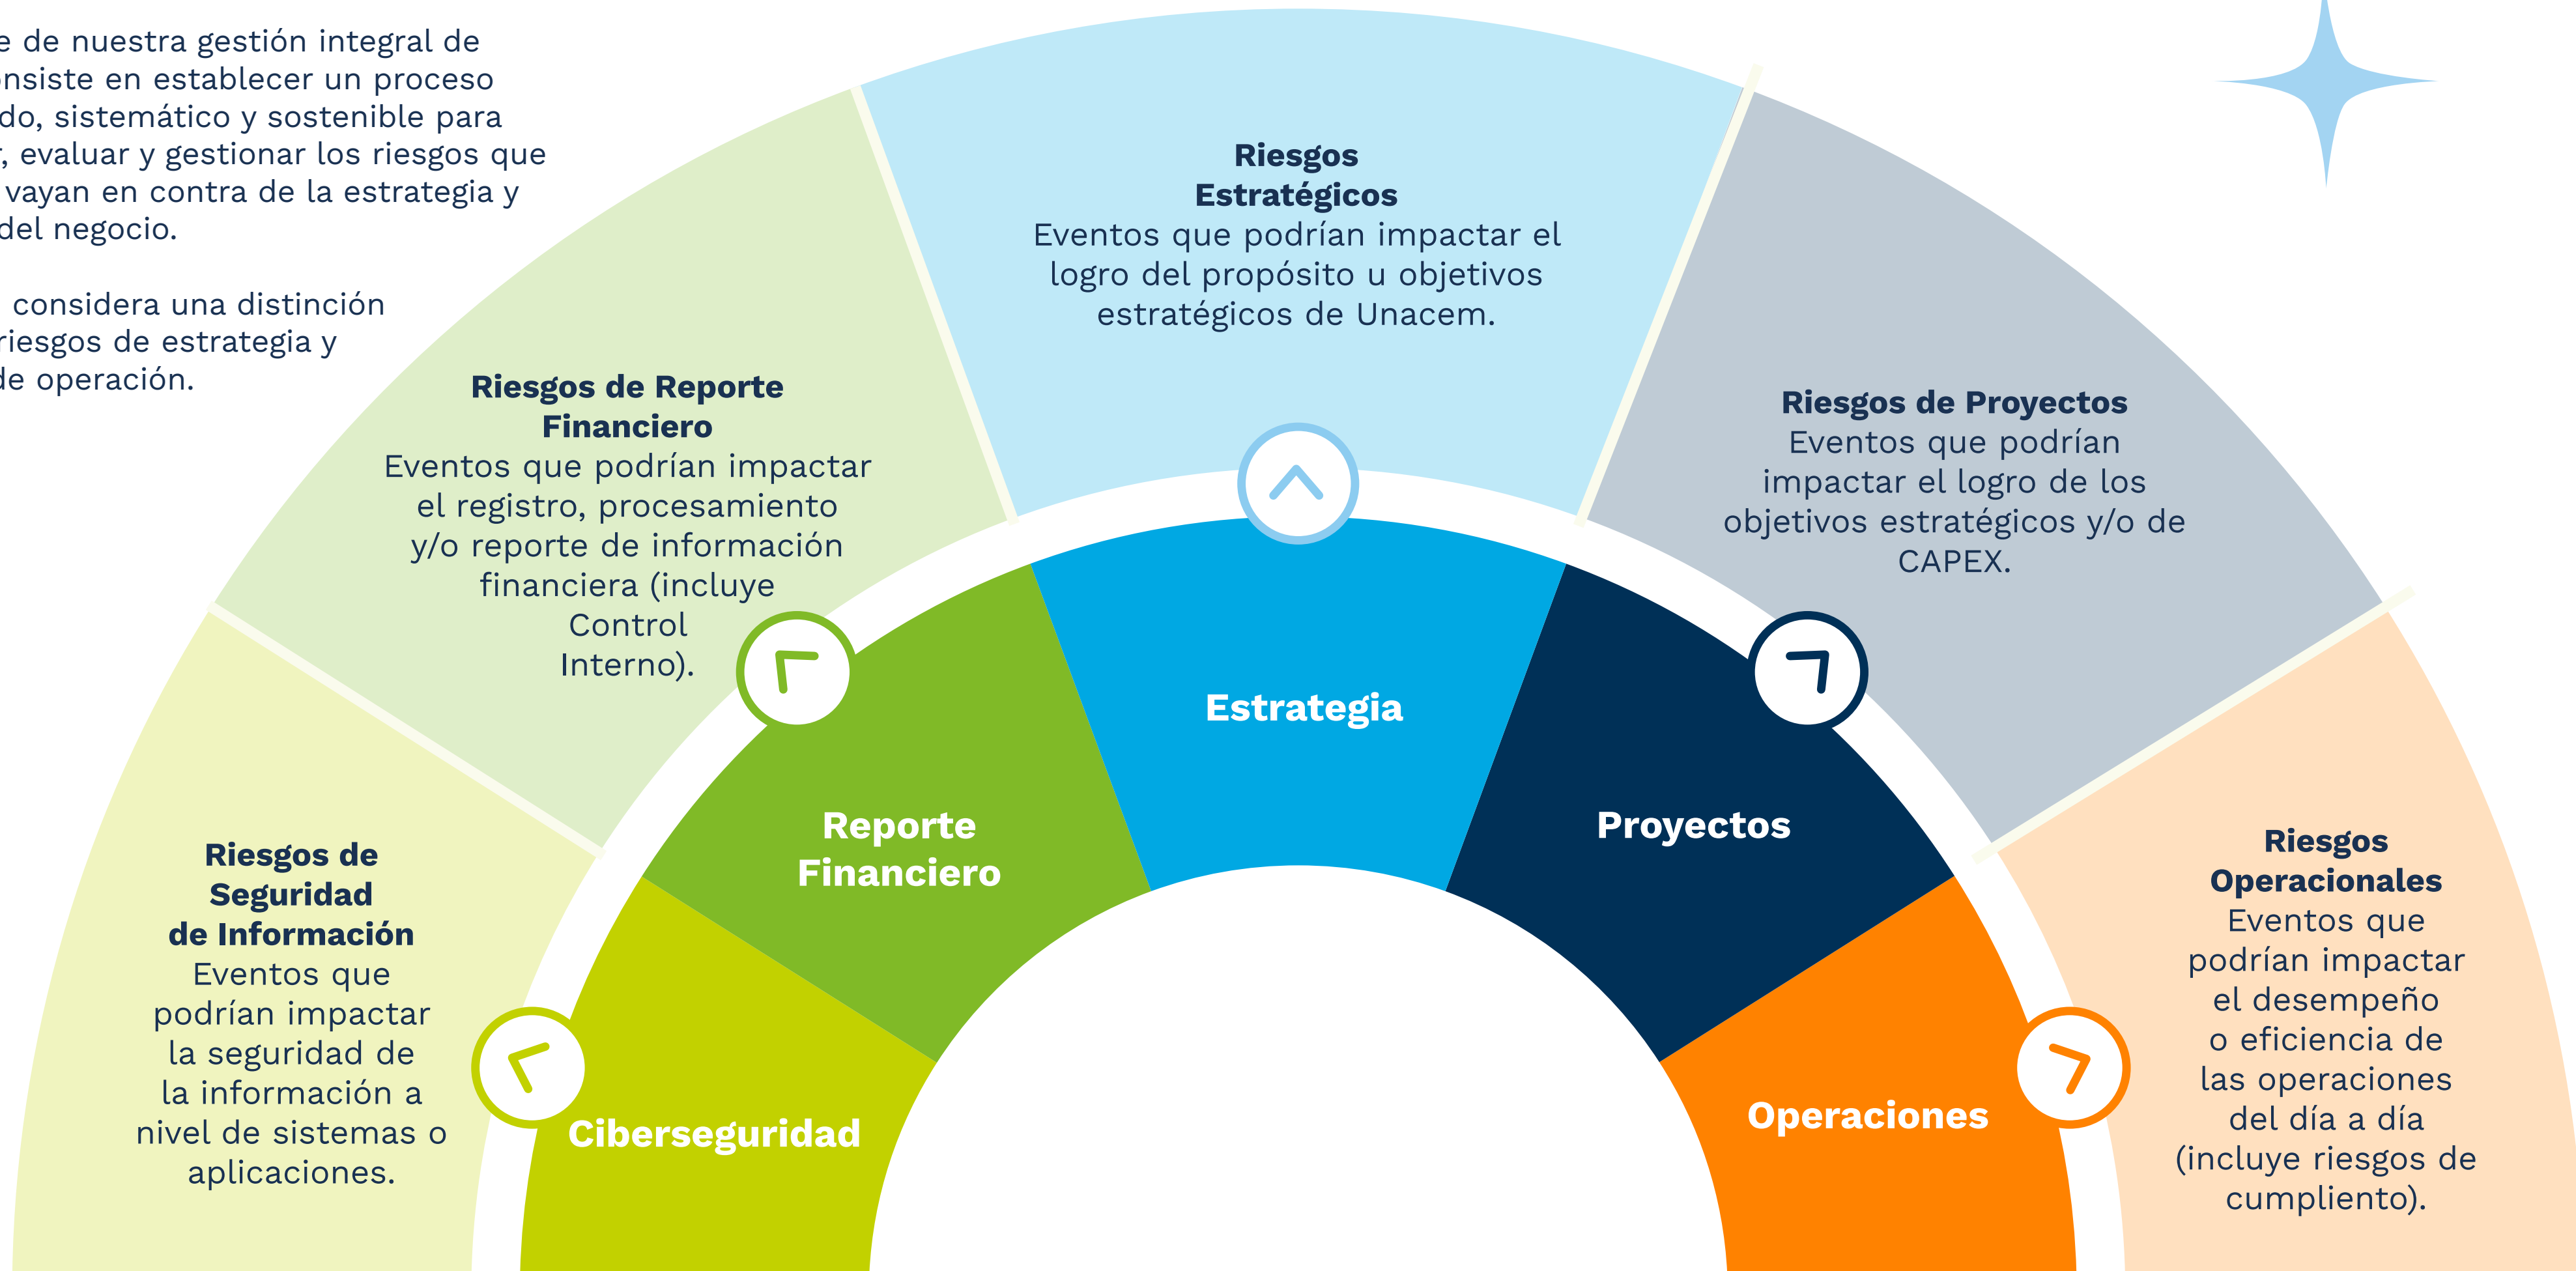 e de nuestra gestión integral de
onsiste en establecer un proceso
do, sistemático y sostenible para
, evaluar y gestionar los riesgos que
vayan en contra de la estrategia y
del negocio.
considera una distinción
riesgos de estrategia y
de operación.
Riesgos de
Seguridad
de Información
Eventos que
podrían impactar
la seguridad de
la información a
nivel de sistemas o
aplicaciones.
Riesgos de Reporte
Financiero
Eventos que podrían impactar
el registro, procesamiento
y/o reporte de información
financiera (incluye
Control
Interno).
Riesgos
Estratégicos
Eventos que podrían impactar el
logro del propósito u objetivos
estratégicos de Unacem.
Riesgos de Proyectos
Eventos que podrían
impactar el logro de los
objetivos estratégicos y/o de
CAPEX.
Riesgos
Operacionales
Eventos que
podrían impactar
el desempeño
o eficiencia de
las operaciones
del día a día
(incluye riesgos de
cumpliento).
Ciberseguridad
Reporte
Financiero
Estrategia
Proyectos
Operaciones